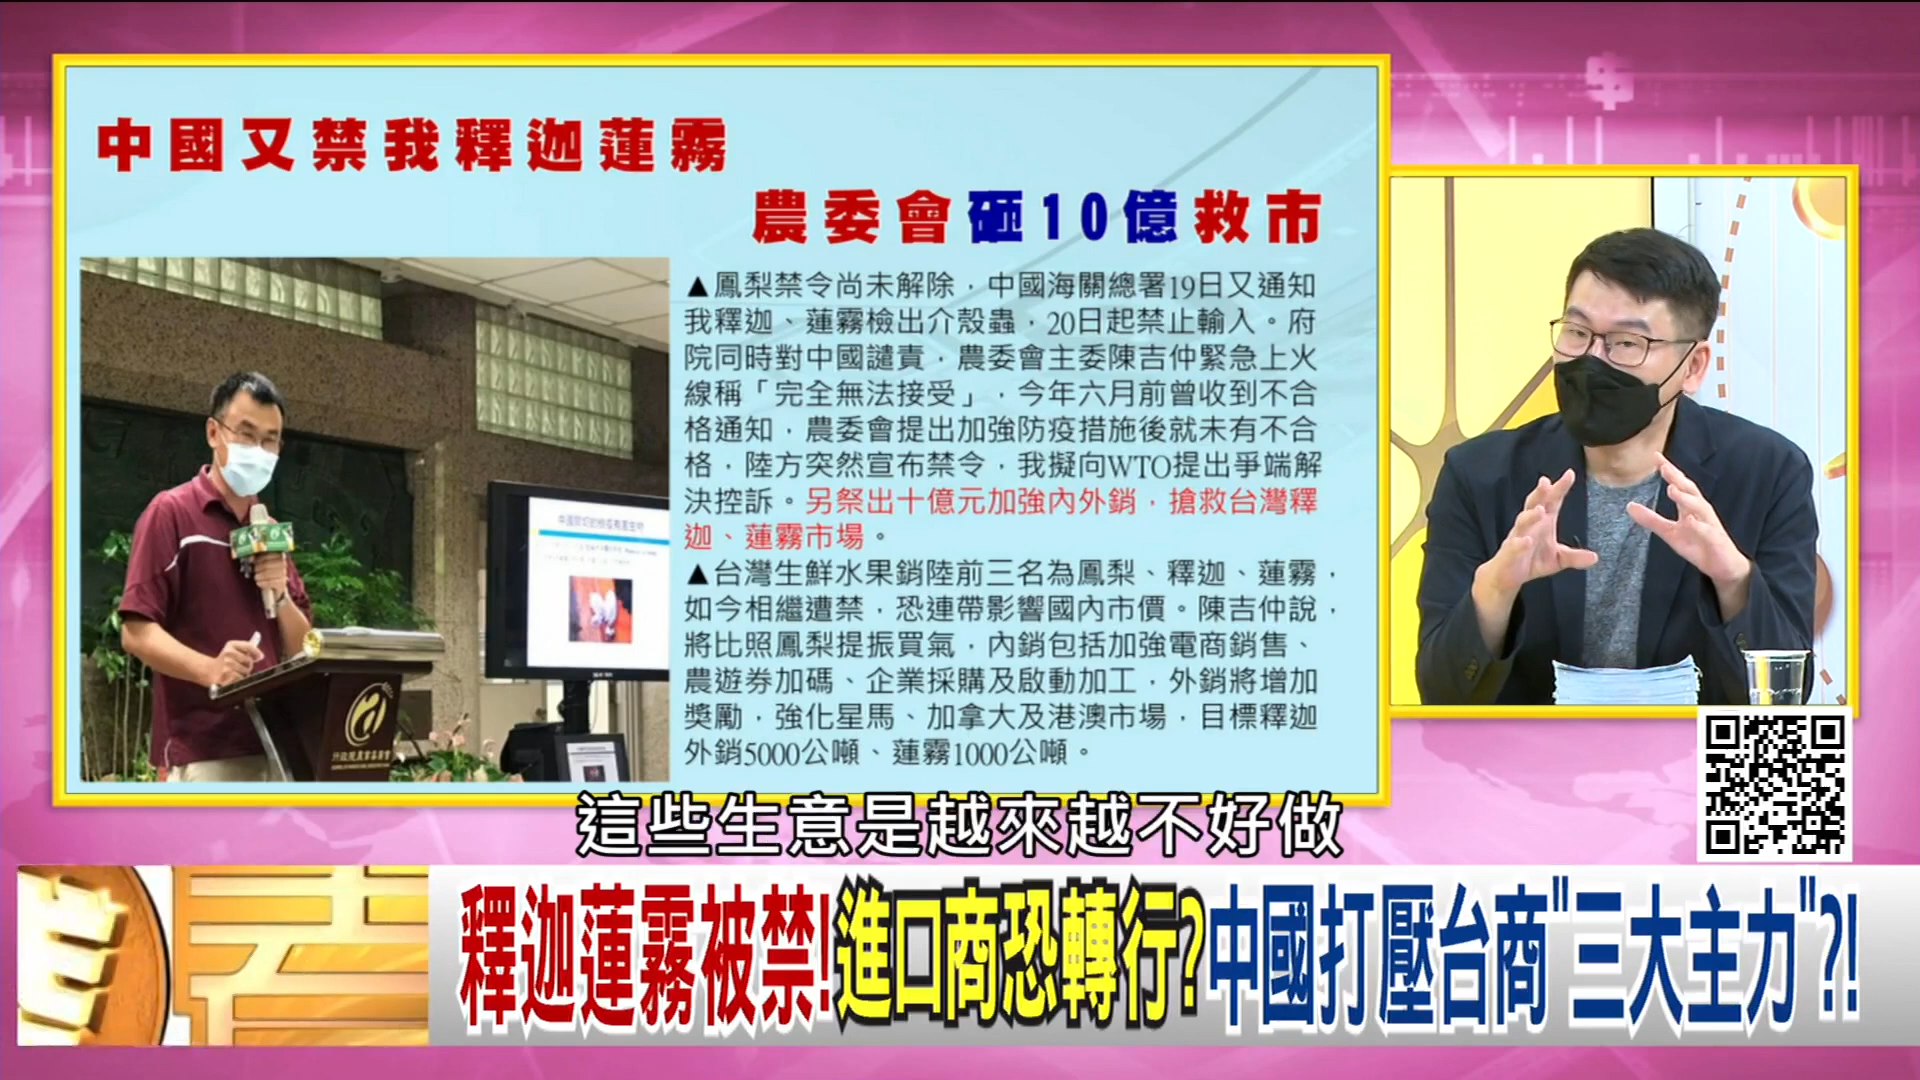 中國又禁我釋迦蓮霧
農委會砸10億救市
▲鳳梨禁令尚未解除，中國海關總署19日又通知
我釋迦、蓮霧檢出介殼蟲，20日起禁止輸入。府
院同時對中國譴責，農委會主委陳吉仲緊急上火
線稱「完全無法接受」，今年六月前曾收到不合
格通知，農委會提出加強防疫措施後就未有不合
格，陸方突然宣布禁令，我擬向WTO提出爭端解
決控訴。另祭出十億元加強內外銷，搶救台灣釋
迦、蓮霧市場。
▲台灣生鮮水果銷陸前三名為鳳梨、釋迦、蓮霧，
如今相繼遭禁，恐連帶影響國內市價。陳吉仲說，
將比照鳳梨提振買氣，內銷包括加強電商銷售、
農遊券加碼、企業採購及啟動加工，外銷將增加
獎勵，強化星馬、加拿大及港澳市場，目標釋迦
外銷5000公噸、蓮霧1000公噸。
行政院農業委員會
這些生意是越來越不好做
釋迦蓮霧被禁!進口商恐轉行?中國打壓台商"三大主力"?!